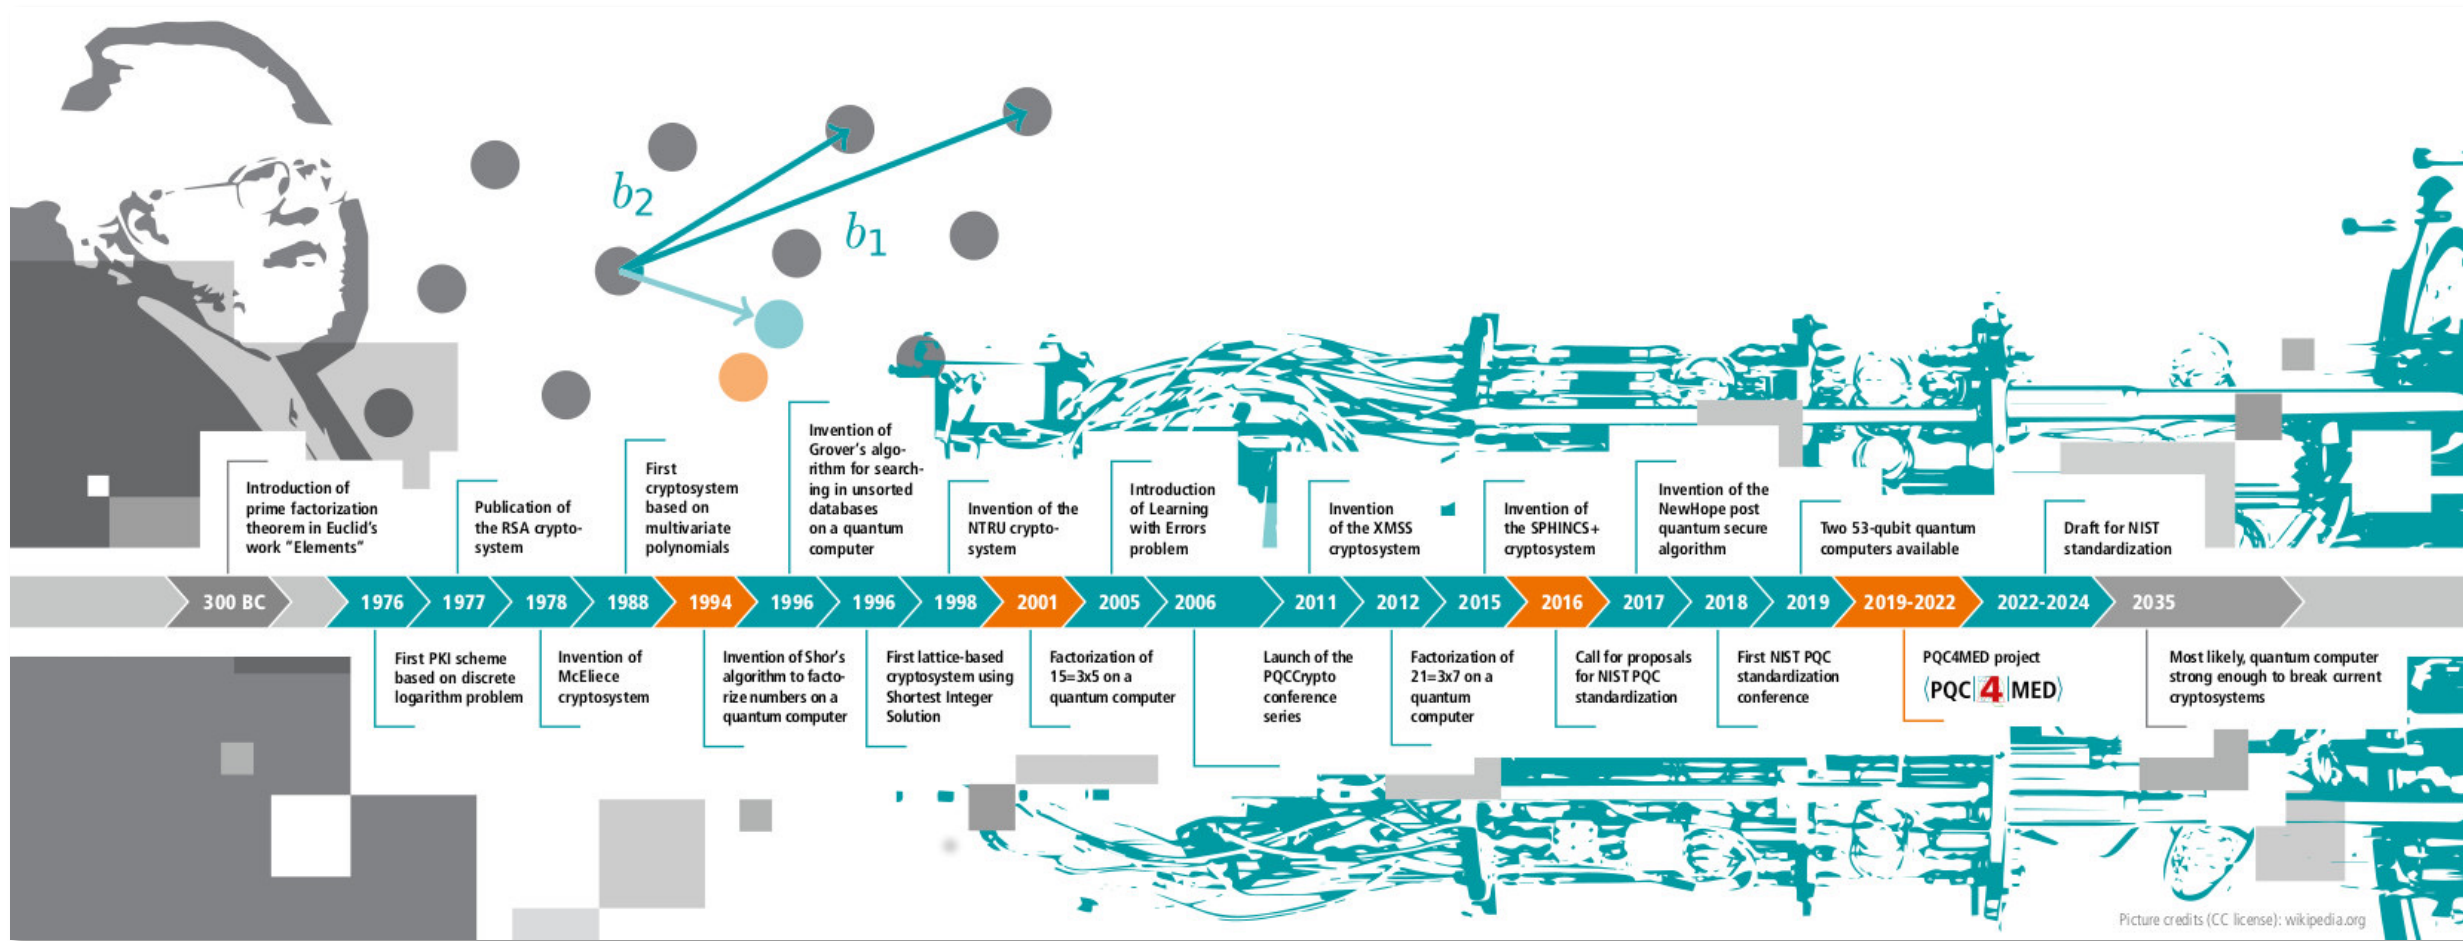 b2
b1
Introduction of
prime factorization
theorem in Euclid's
work "Elements"
Publication of
the RSA crypto-
system
First
cryptosystem
based on
multivariate
polynomials
Invention of
Grover's algo-
rithm for search-
ing in unsorted
databases
on a quantum
computer
Invention of the
NTRU crypto-
system
Introduction
of Learning
with Errors
problem
Invention
of the XMSS
cryptosystem
Invention of
the SPHINCS+
cryptosystem
Invention of the
NewHope post
quantum secure
algorithm
Two 53-qubit quantum
computers available
Draft for NIST
standardization
300 BC 1976 1977 1978 1988 1994 1996 1996 1998 2001 2005 2006 2011 2012 2015 2016 2017 2018 2019 2019-2022 2022-2024 2035
First PKI scheme
based on discrete
logarithm problem
Invention of
McEliece
cryptosystem
Invention of Shor's
algorithm to facto-
rize numbers on a
quantum computer
First lattice-based
cryptosystem using
Shortest Integer
Solution
Factorization of
15=3x5 on a
quantum computer
Launch of the
PQCCrypto
conference
series
Factorization of
21=3x7 on a
quantum
computer
Call for proposals
for NIST PQC
standardization
First NIST PQC
standardization
conference
PQC4MED project
PQC 4 MED
Most likely, quantum computer
strong enough to break current
cryptosystems
Picture credits (CC license): wikipedia.org